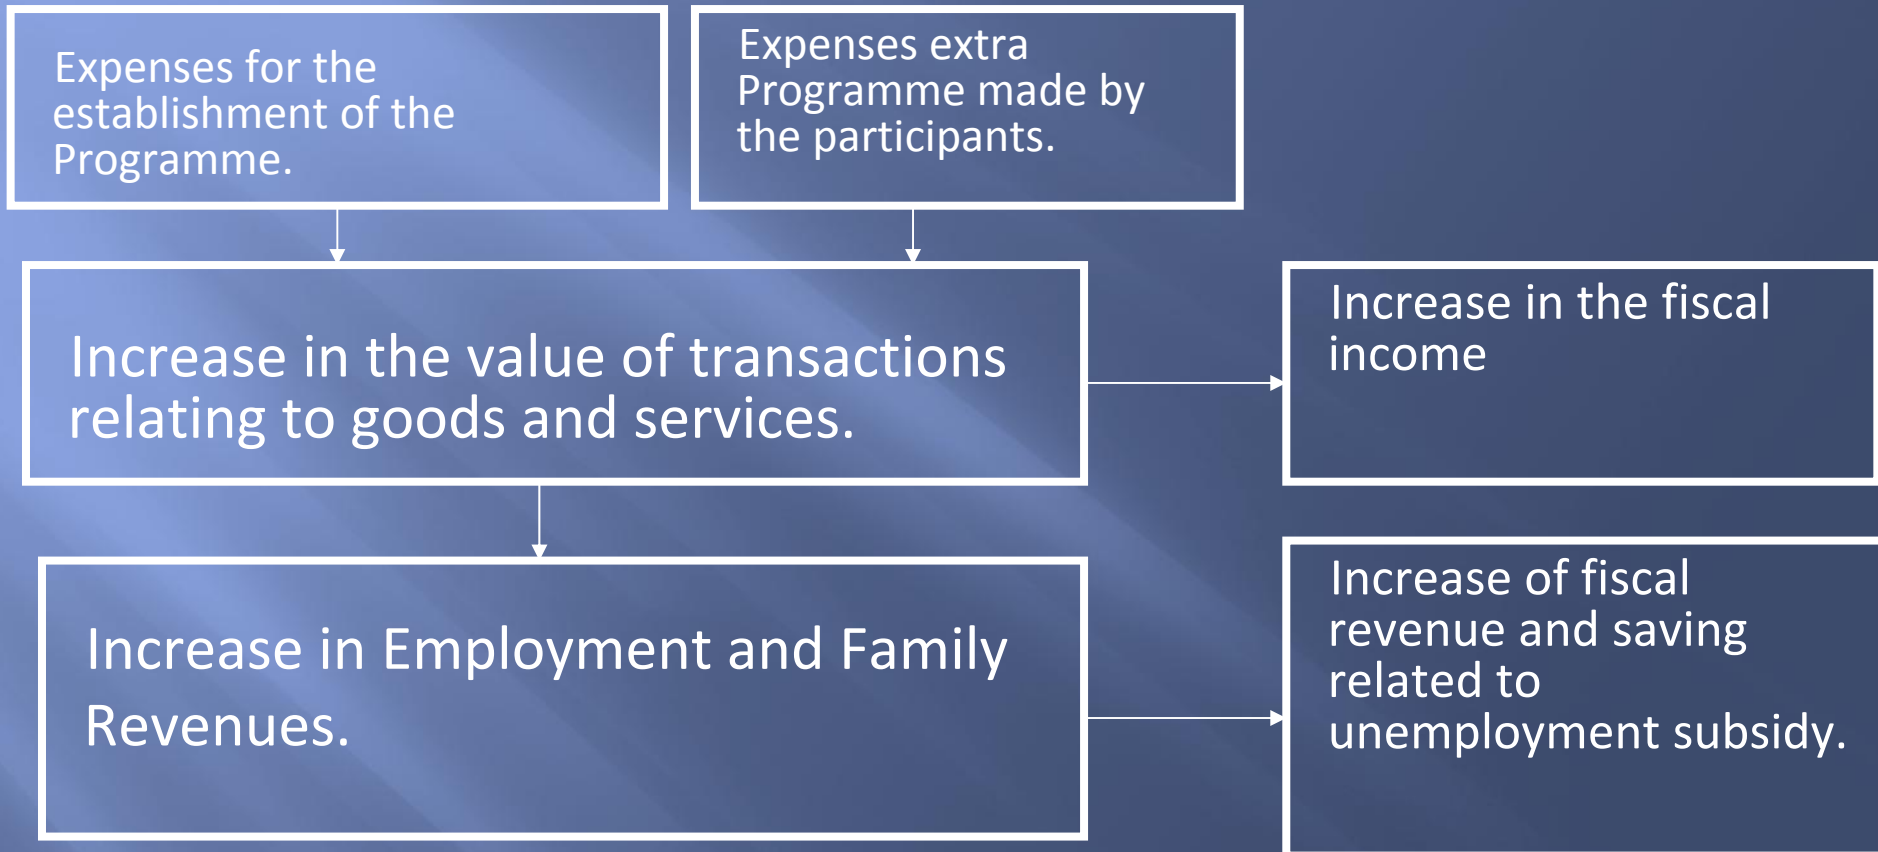 Expenses for the
establishment of the
Programme.
Expenses extra
Programme made by
the participants.
Increase in the value of transactions
relating to goods and services.
Increase in the fiscal
income
Increase in Employment and Family
Revenues.
Increase of fiscal
revenue and saving
related to
unemployment subsidy.